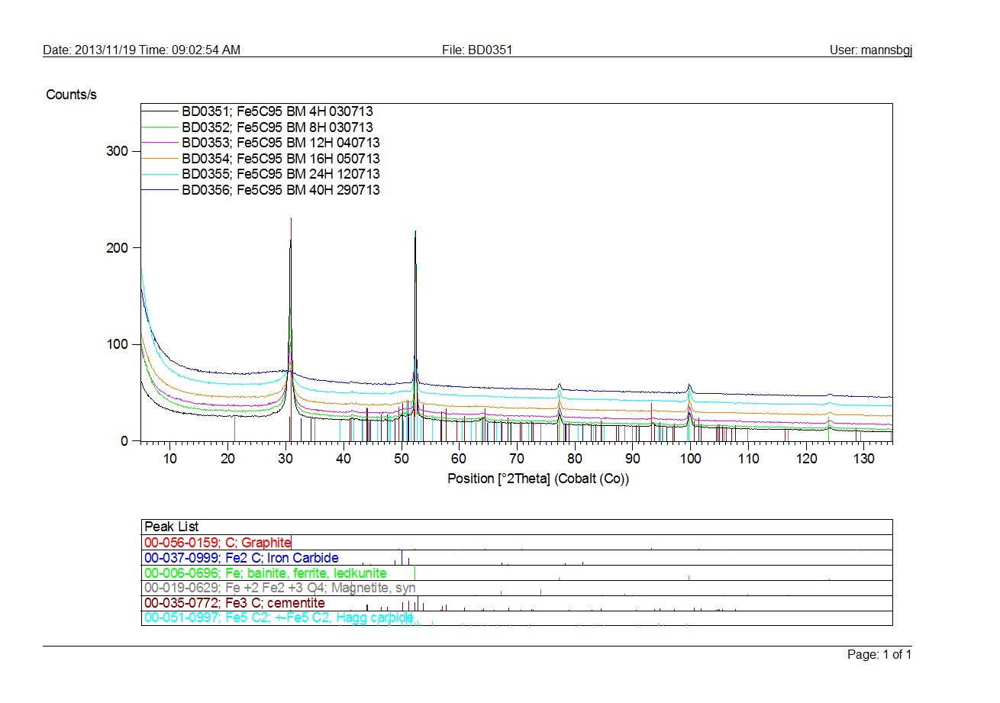 Date: 2013/11/19 Time: 09:02:54 AM File: BD0351 User: mannsbgj
Counts/s
BD0351; Fe5C95 BM 4H 030713
BD0352; Fe5C95 BM 8H 030713
BD0353; Fe5C95 BM 12H 040713
BD0354; Fe5C95 BM 16H 050713
BD0355; Fe5C95 BM 24H 120713
BD0356; Fe5C95 BM 40H 290713
300
200
100
0
10 20 30 40 50 60 70 80 90 100 110 120 130
Position [°2Theta] (Cobalt (Co))
Peak List
00-056-0159; C; Graphite
00-037-0999; Fe2 C; Iron Carbide
00-006-0696; Fe; bainite, ferrite, ledkunite
00-019-0629; Fe +2 Fe2 +3 O4; Magnetite, syn
00-035-0772; Fe3 C; cementite
00-051-0997; Fe5 C2; ÷-Fe5 C2, Hagg carbide
Page: 1 of 1